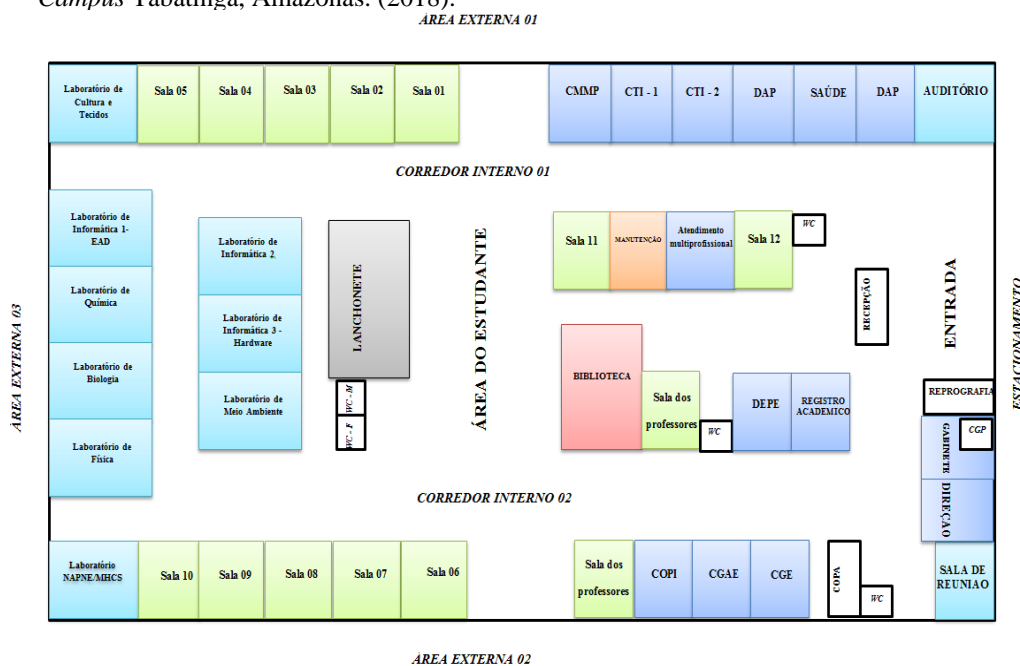 Campus Tabatinga, Amazonas. (2018).
ÁREA EXTERNA 01
Laboratório de
Cultura e
Tecidos
Sala 05
Sala 04
Sala 03
Sala 02
Sala 01
CMMP
CTI - 1
CTI - 2
DAP
SAÚDE
DAP
AUDITÓRIO
CORREDOR INTERNO 01
Laboratório de
Informática 1-
EAD
Laboratório de
Química
Laboratório de
Biologia
Laboratório de
Física
Laboratório de
Informática 2
Laboratório de
Informática 3 -
Hardware
Laboratório de
Meio Ambiente
LANCHONETE
WC - M
WC - F
ÁREA DO ESTUDANTE
Sala 11
MANUTENÇÃO
Atendimento
multiprofissional
Sala 12
WC
RECEPÇÃO
ENTRADA
ESTACIONAMENTO
ÁREA EXTERNA 03
BIBLIOTECA
Sala dos
professores
WC
DEPE
REGISTRO
ACADEMICO
REPROGRAFIA
GABINETE
CGP
DIREÇAO
CORREDOR INTERNO 02
Laboratório
NAPNE/MHCS
Sala 10
Sala 09
Sala 08
Sala 07
Sala 06
Sala dos
professores
COPI
CGAE
CGE
COPA
WC
SALA DE
REUNIAO
ÁREA EXTERNA 02